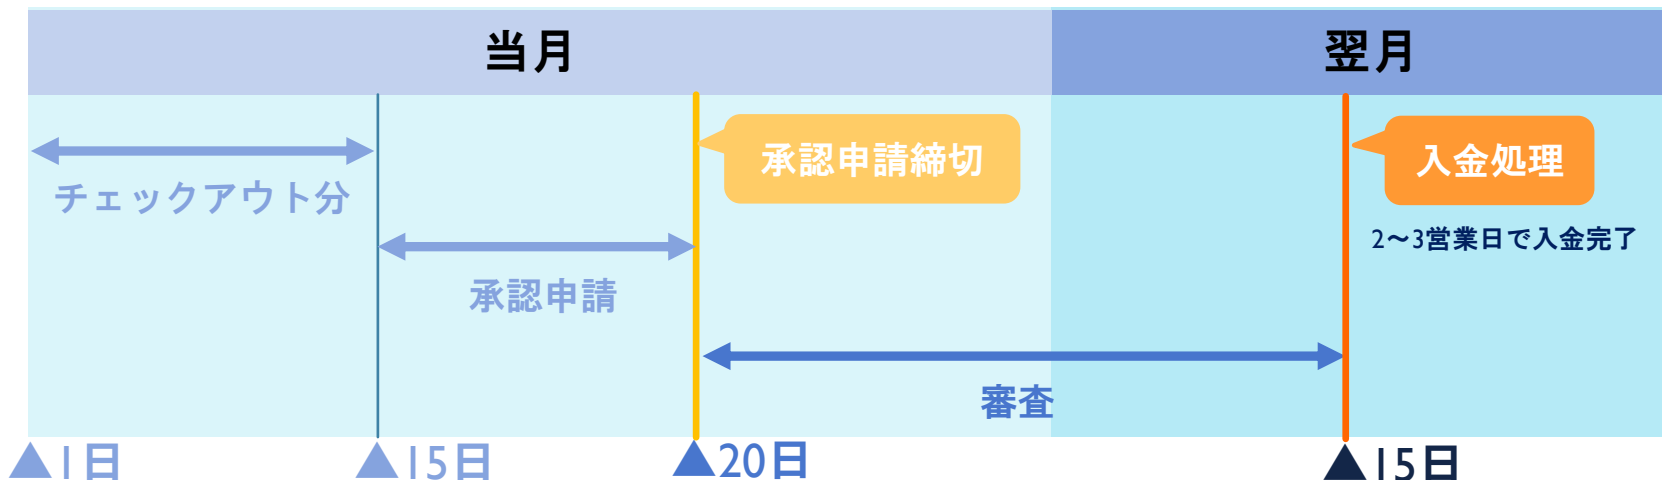 当月
翌月
チェックアウト分
承認申請締切
入金処理
2～3営業日で入金完了
承認申請
審査
▲1日
▲15日
▲20日
▲15日